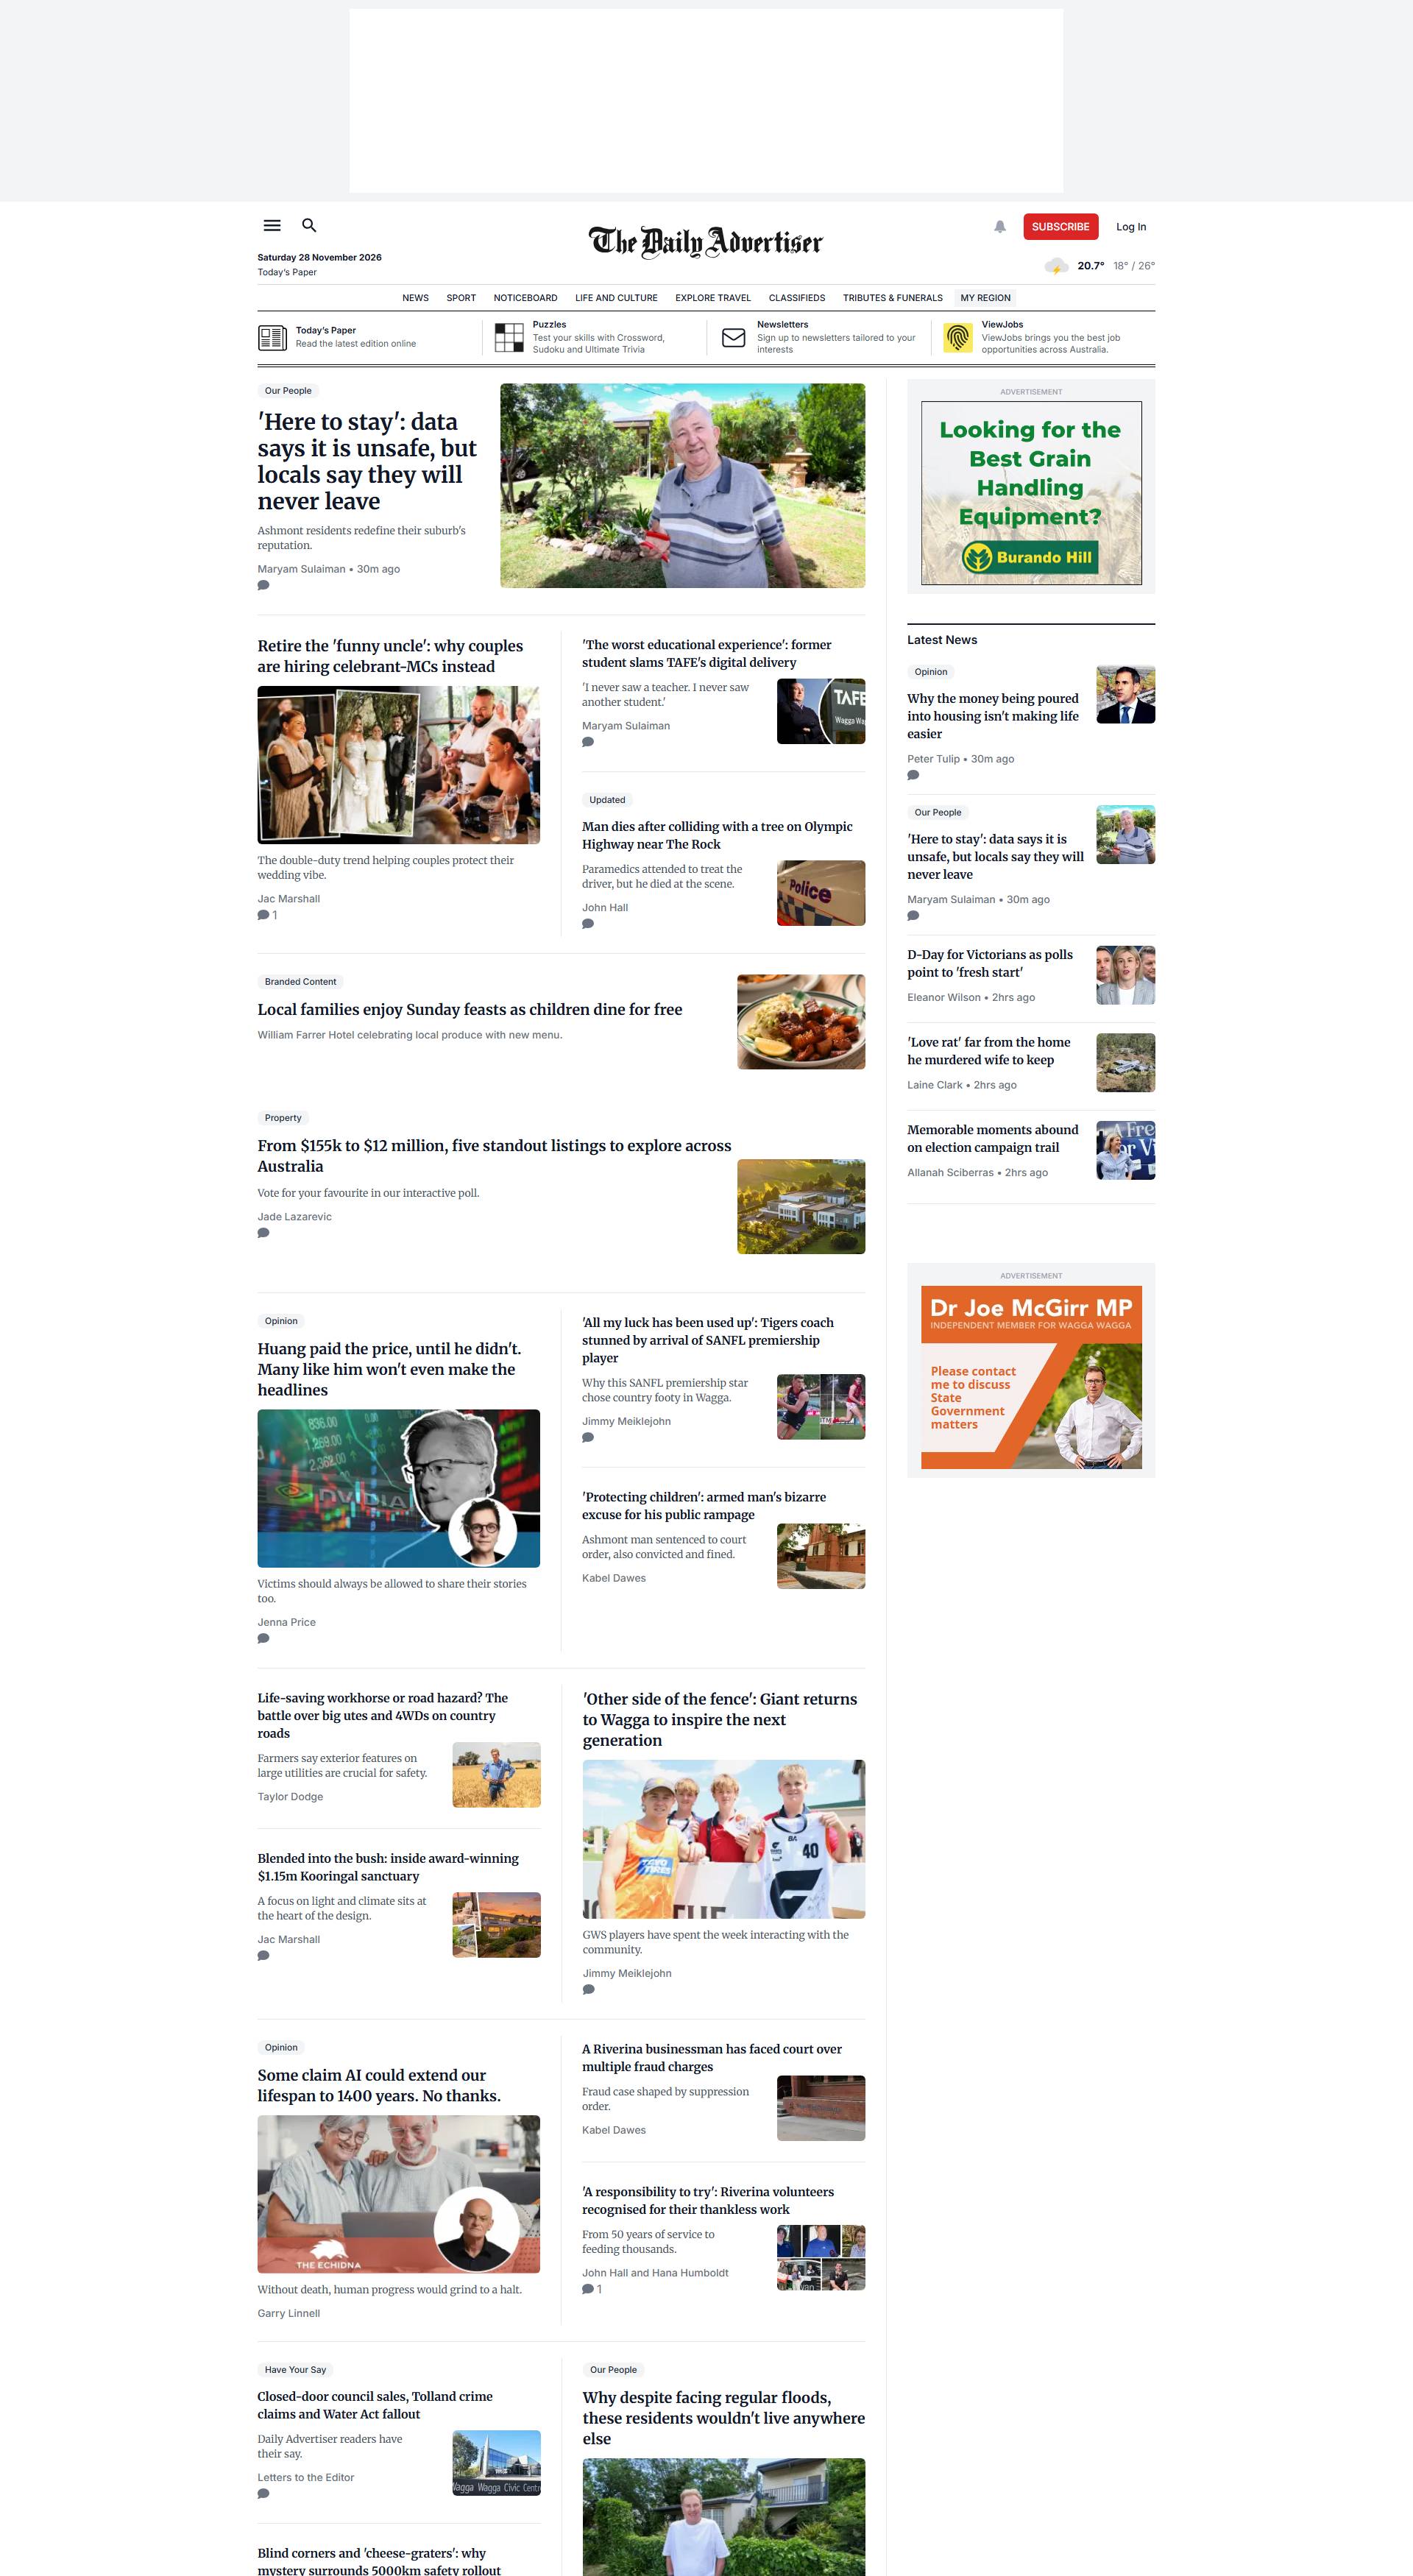 The Daily Advertiser
SUBSCRIBE
Log In
Saturday 28 November 2026
Today's Paper
20.7° 18° / 26°
NEWS SPORT NOTICEBOARD LIFE AND CULTURE EXPLORE TRAVEL CLASSIFIEDS TRIBUTES & FUNERALS MY REGION
Today's Paper
Read the latest edition online
Puzzles
Test your skills with Crossword,
Sudoku and Ultimate Trivia
Newsletters
Sign up to newsletters tailored to your
interests
ViewJobs
ViewJobs brings you the best job
opportunities across Australia.
Our People
'Here to stay': data
says it is unsafe, but
locals say they will
never leave
Ashmont residents redefine their suburb's
reputation.
Maryam Sulaiman • 30m ago
Retire the 'funny uncle': why couples
are hiring celebrant-MCs instead
The double-duty trend helping couples protect their
wedding vibe.
Jac Marshall
1
'The worst educational experience': former
student slams TAFE's digital delivery
'I never saw a teacher. I never saw
another student.'
Maryam Sulaiman
TAFE
Wagga Wa
Updated
Man dies after colliding with a tree on Olympic
Highway near The Rock
Paramedics attended to treat the
driver, but he died at the scene.
John Hall
Police
Branded Content
Local families enjoy Sunday feasts as children dine for free
William Farrer Hotel celebrating local produce with new menu.
Property
From $155k to $12 million, five standout listings to explore across
Australia
Vote for your favourite in our interactive poll.
Jade Lazarevic
Opinion
Huang paid the price, until he didn't.
Many like him won't even make the
headlines
836.00
1,269.00
2,362.00
NVIDIA
Victims should always be allowed to share their stories
too.
Jenna Price
'All my luck has been used up': Tigers coach
stunned by arrival of SANFL premiership
player
Why this SANFL premiership star
chose country footy in Wagga.
Jimmy Meiklejohn
'Protecting children': armed man's bizarre
excuse for his public rampage
Ashmont man sentenced to court
order, also convicted and fined.
Kabel Dawes
Life-saving workhorse or road hazard? The
battle over big utes and 4WDs on country
roads
Farmers say exterior features on
large utilities are crucial for safety.
Taylor Dodge
Blended into the bush: inside award-winning
$1.15m Kooringal sanctuary
A focus on light and climate sits at
the heart of the design.
Jac Marshall
'Other side of the fence': Giant returns
to Wagga to inspire the next
generation
BA
40
GWS players have spent the week interacting with the
community.
Jimmy Meiklejohn
Opinion
Some claim AI could extend our
lifespan to 1400 years. No thanks.
THE ECHIDNA
Without death, human progress would grind to a halt.
Garry Linnell
A Riverina businessman has faced court over
multiple fraud charges
Fraud case shaped by suppression
order.
Kabel Dawes
'A responsibility to try': Riverina volunteers
recognised for their thankless work
From 50 years of service to
feeding thousands.
John Hall and Hana Humboldt
1
Have Your Say
Closed-door council sales, Tolland crime
claims and Water Act fallout
Daily Advertiser readers have
their say.
Letters to the Editor
Wagga Wagga Civic Centr
Blind corners and 'cheese-graters': why
mystery surrounds 5000km safety rollout
Our People
Why despite facing regular floods,
these residents wouldn't live anywhere
else
ADVERTISEMENT
Looking for the
Best Grain
Handling
Equipment?
Burando Hill
Latest News
Opinion
Why the money being poured
into housing isn't making life
easier
Peter Tulip • 30m ago
Our People
'Here to stay': data says it is
unsafe, but locals say they will
never leave
Maryam Sulaiman • 30m ago
D-Day for Victorians as polls
point to 'fresh start'
Eleanor Wilson • 2hrs ago
'Love rat' far from the home
he murdered wife to keep
Laine Clark • 2hrs ago
Memorable moments abound
on election campaign trail
Allanah Sciberras • 2hrs ago
A Fre
or Vi
ADVERTISEMENT
Dr Joe McGirr MP
INDEPENDENT MEMBER FOR WAGGA WAGGA
Please contact
me to discuss
State
Government
matters